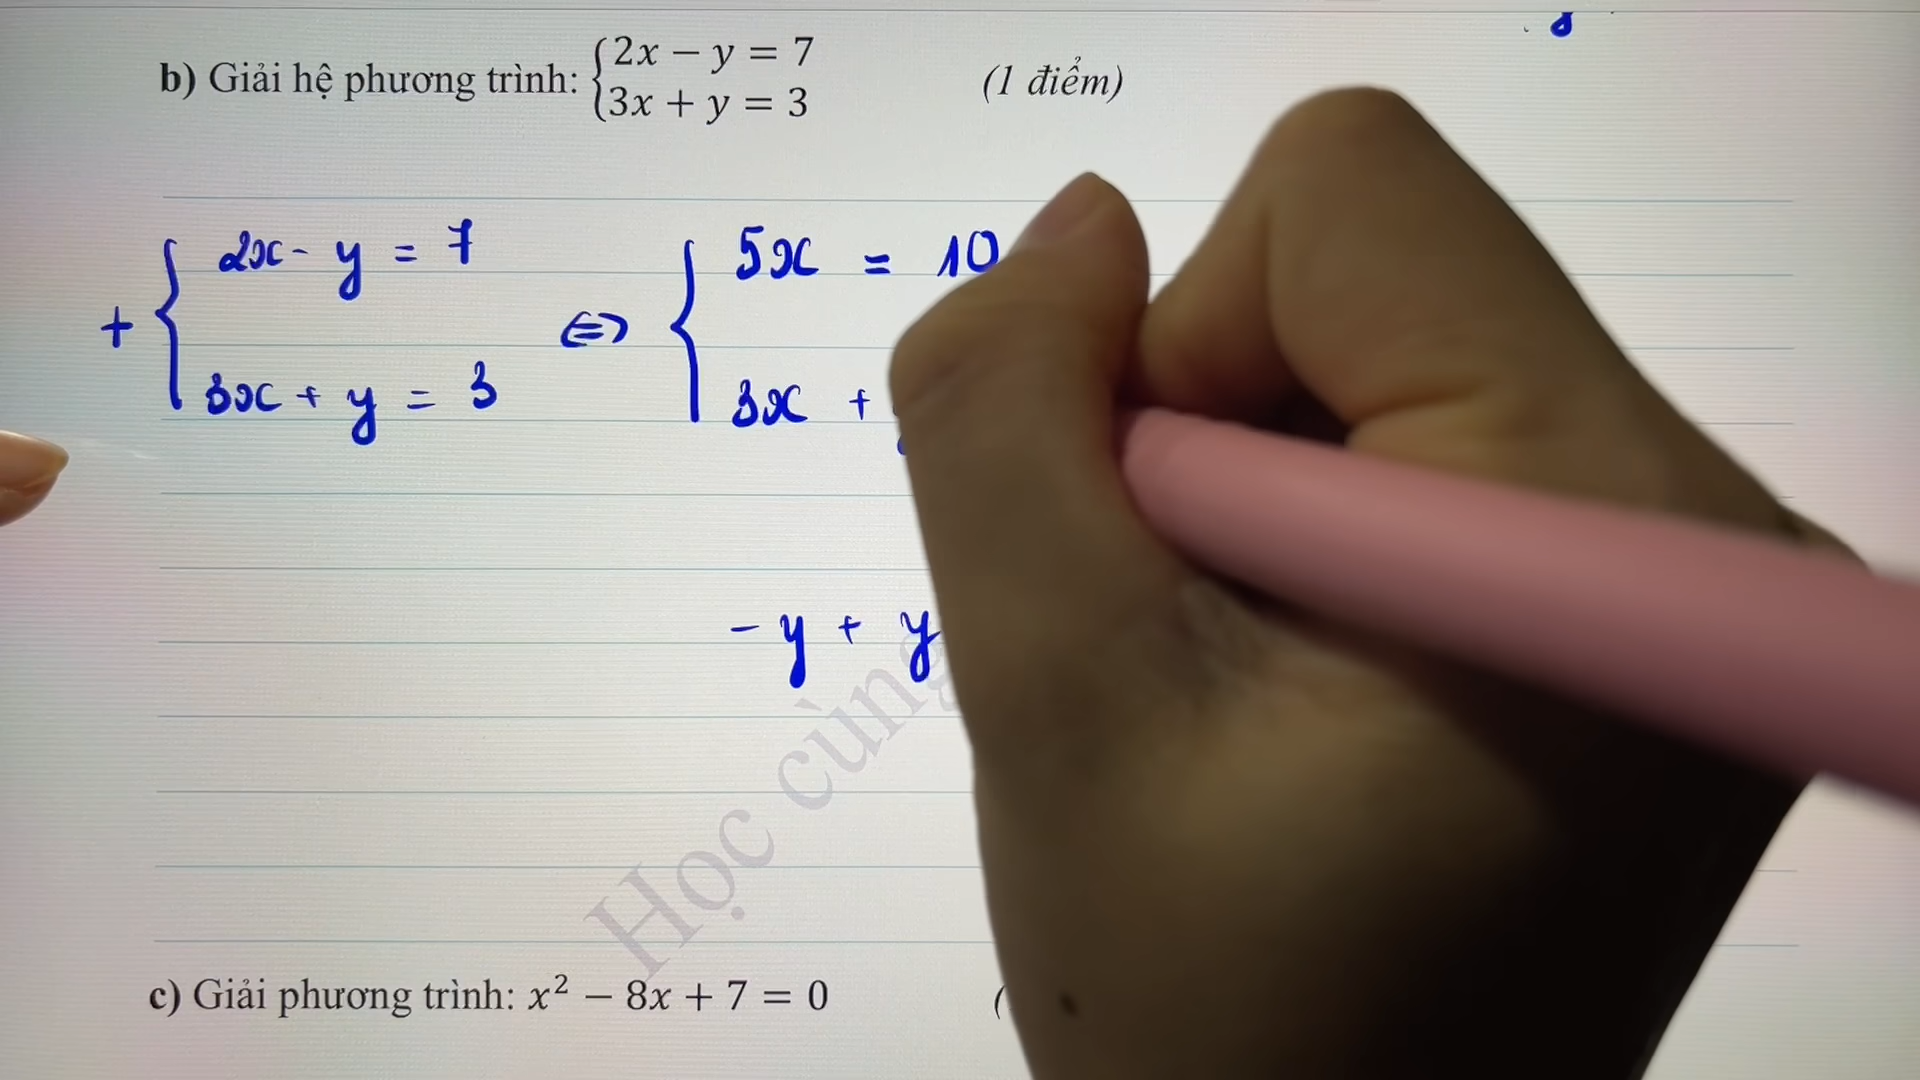 b) Giải hệ phương trình: {2x − y = 7
3x + y = 3 (1 điểm)
+ { 2x - y = 7
3x + y = 3
⇔ { 5x = 10
3x +
- y + y
Học cùng
c) Giải phương trình: x² − 8x + 7 = 0 (